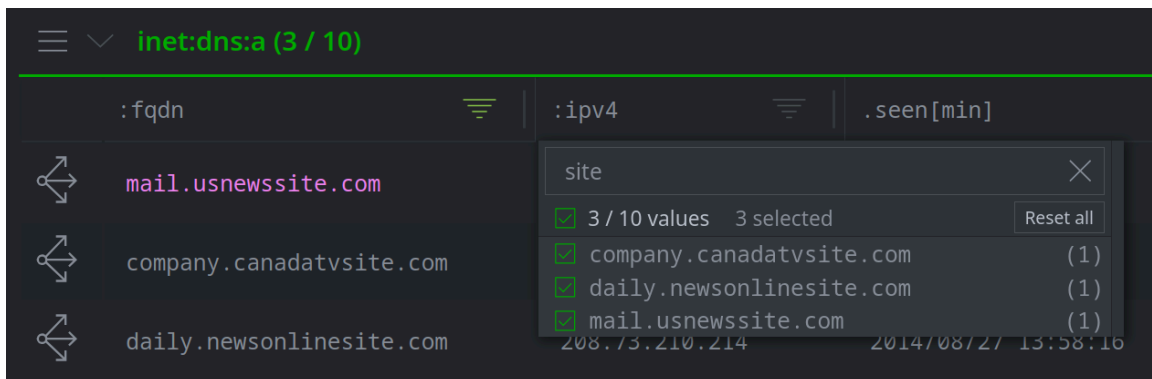 inet:dns:a (3 / 10)
:fqdn :ipv4 .seen[min]
mail.usnewssite.com
company.canadatvsite.com
daily.newsonlinesite.com 208.73.210.214 2014/08/27 13:58:16
site
3 / 10 values 3 selected Reset all
company.canadatvsite.com (1)
daily.newsonlinesite.com (1)
mail.usnewssite.com (1)